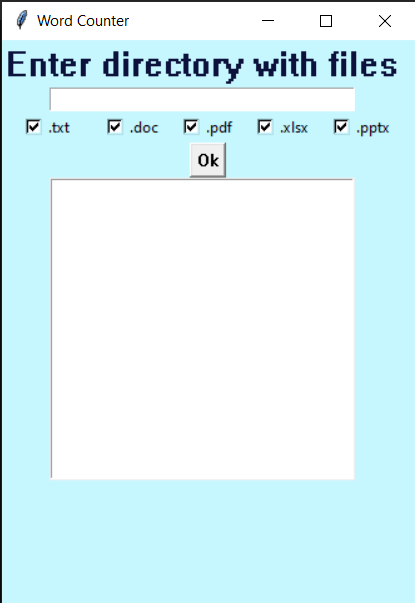 Word Counter
Enter directory with files
.txt .doc .pdf .xlsx .pptx
Ok